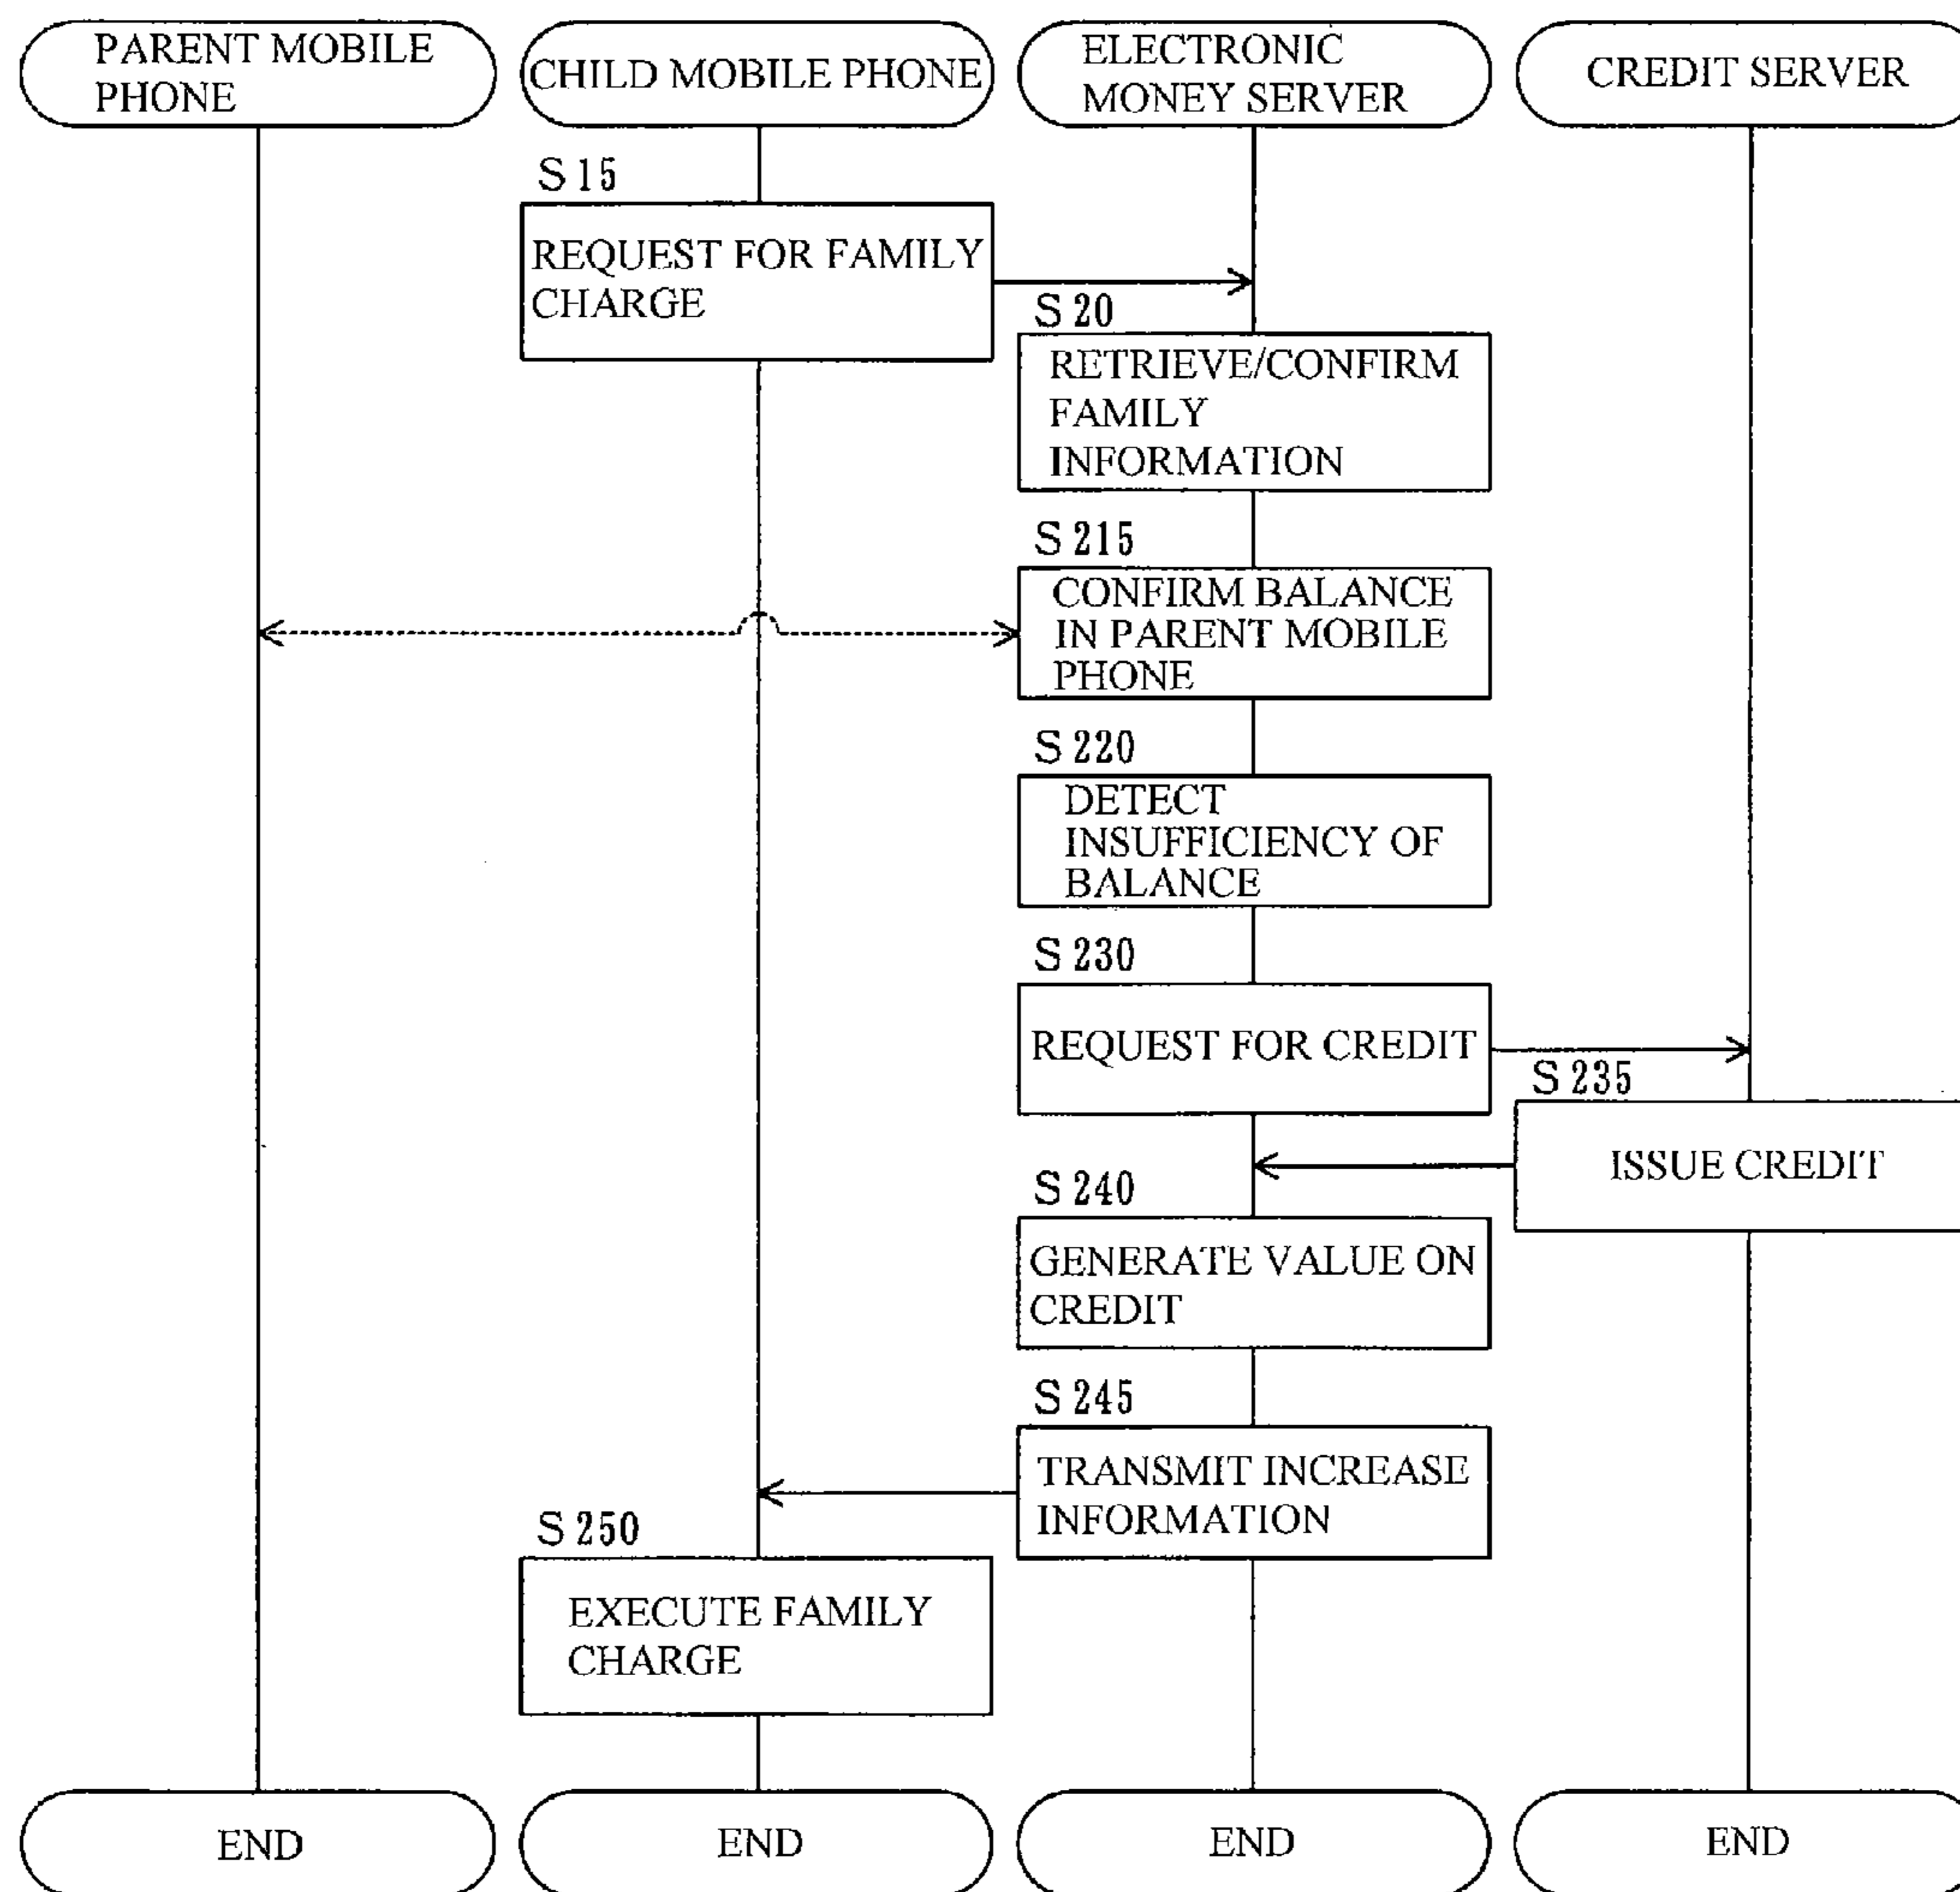 PARENT MOBILE
PHONE
CHILD MOBILE PHONE
ELECTRONIC
MONEY SERVER
CREDIT SERVER
S 15
REQUEST FOR FAMILY
CHARGE
S 20
RETRIEVE/CONFIRM
FAMILY
INFORMATION
S 215
CONFIRM BALANCE
IN PARENT MOBILE
PHONE
S 220
DETECT
INSUFFICIENCY OF
BALANCE
S 230
REQUEST FOR CREDIT
S 235
ISSUE CREDIT
S 240
GENERATE VALUE ON
CREDIT
S 245
TRANSMIT INCREASE
INFORMATION
S 250
EXECUTE FAMILY
CHARGE
END
END
END
END